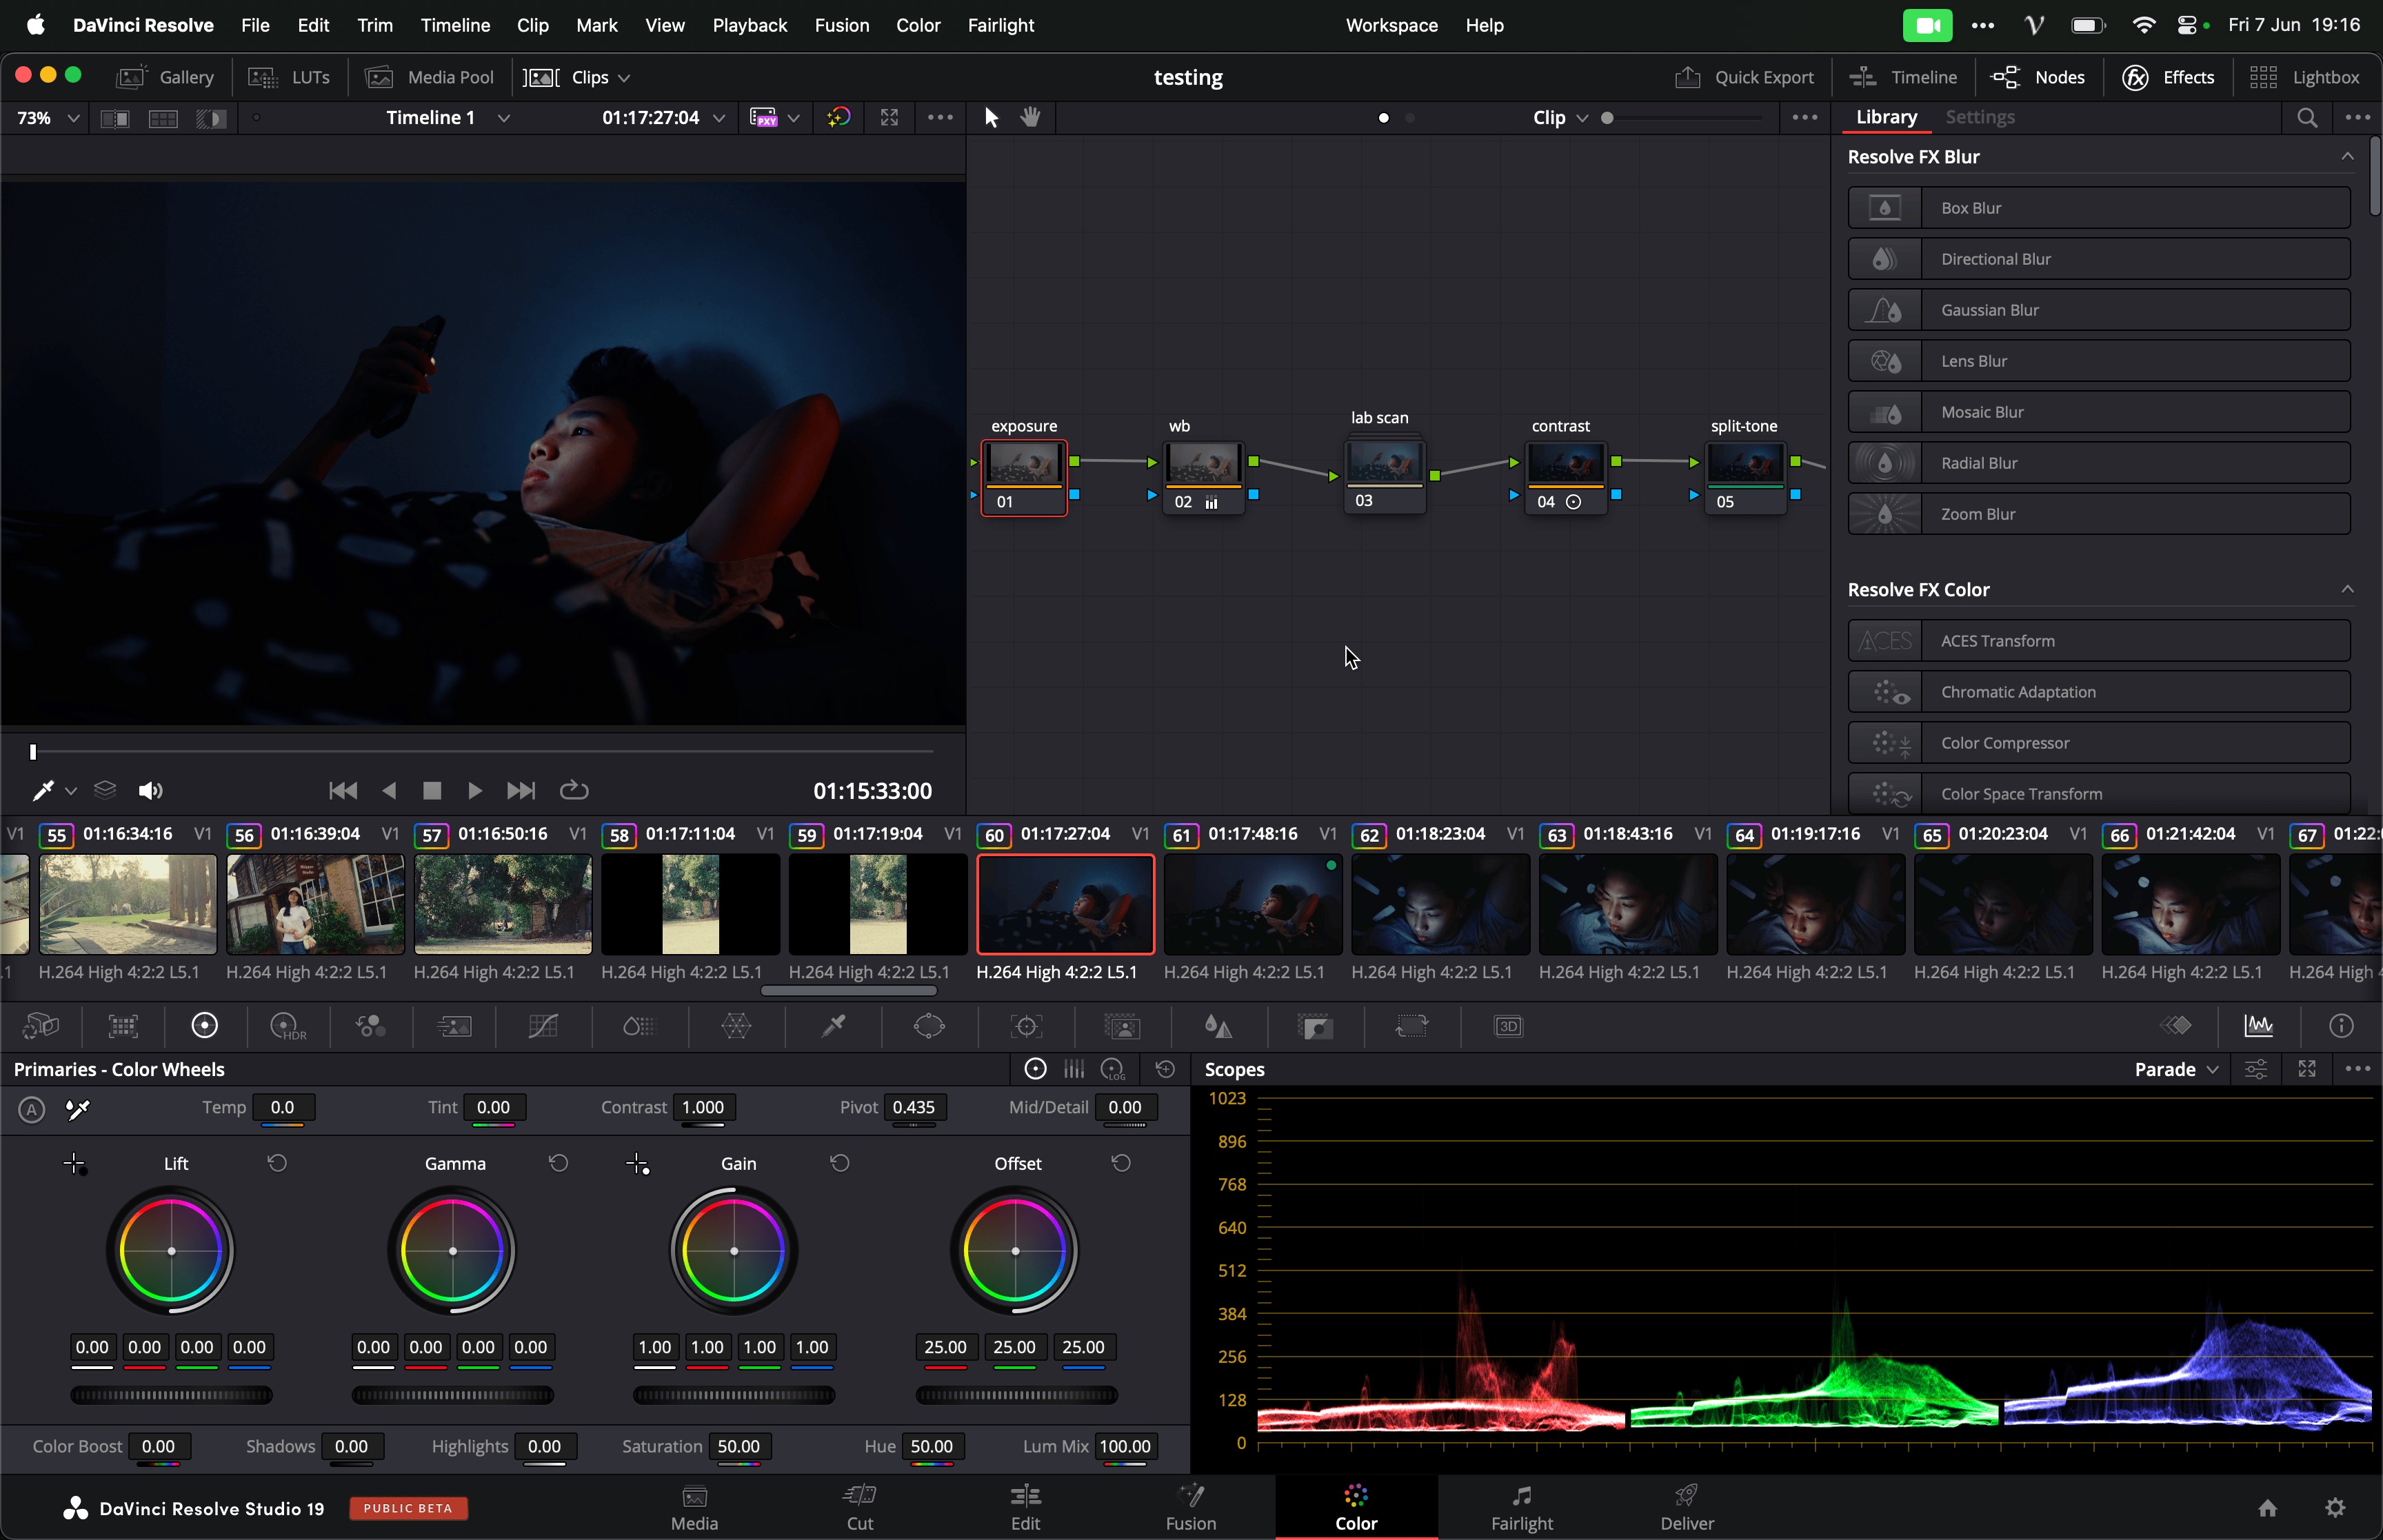 DaVinci Resolve File Edit Trim Timeline Clip Mark View Playback Fusion Color Fairlight Workspace Help Fri 7 Jun 19:16
Gallery LUTs Media Pool Clips testing Quick Export Timeline Nodes Effects Lightbox
73% Timeline 1 01:17:27:04 PXY Clip Library Settings
Resolve FX Blur
Box Blur
Directional Blur
Gaussian Blur
Lens Blur
Mosaic Blur
Radial Blur
Zoom Blur
Resolve FX Color
ACES ACES Transform
Chromatic Adaptation
Color Compressor
Color Space Transform
exposure wb lab scan contrast split-tone
01 02 03 04 05
01:15:33:00
V1 55 01:16:34:16 V1 56 01:16:39:04 V1 57 01:16:50:16 V1 58 01:17:11:04 V1 59 01:17:19:04 V1 60 01:17:27:04 V1 61 01:17:48:16 V1 62 01:18:23:04 V1 63 01:18:43:16 V1 64 01:19:17:16 V1 65 01:20:23:04 V1 66 01:21:42:04 V1 67 01:22:
.1 H.264 High 4:2:2 L5.1 H.264 High 4:2:2 L5.1 H.264 High 4:2:2 L5.1 H.264 High 4:2:2 L5.1 H.264 High 4:2:2 L5.1 H.264 High 4:2:2 L5.1 H.264 High 4:2:2 L5.1 H.264 High 4:2:2 L5.1 H.264 High 4:2:2 L5.1 H.264 High 4:2:2 L5.1 H.264 High 4:2:2 L5.1 H.264 High 4:2:2 L5.1 H.264 High
HDR 3D
Primaries - Color Wheels LOG Scopes Parade
A Temp 0.0 Tint 0.00 Contrast 1.000 Pivot 0.435 Mid/Detail 0.00
Lift Gamma Gain Offset
0.00 0.00 0.00 0.00 0.00 0.00 0.00 0.00 1.00 1.00 1.00 1.00 25.00 25.00 25.00
Color Boost 0.00 Shadows 0.00 Highlights 0.00 Saturation 50.00 Hue 50.00 Lum Mix 100.00
1023
896
768
640
512
384
256
128
0
DaVinci Resolve Studio 19 PUBLIC BETA Media Cut Edit Fusion Color Fairlight Deliver